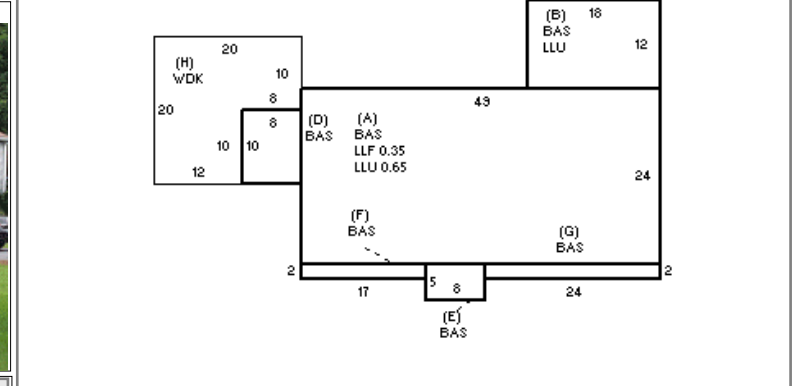 (B) 18
BAS
LLU 12
20
(H)
WDK 10
20
8
8
49
(D) (A)
BAS BAS
LLF 0.35
LLU 0.65
10 10
12
24
(F)
BAS
(G)
BAS
2 2
5 8
17 24
(E)
BAS